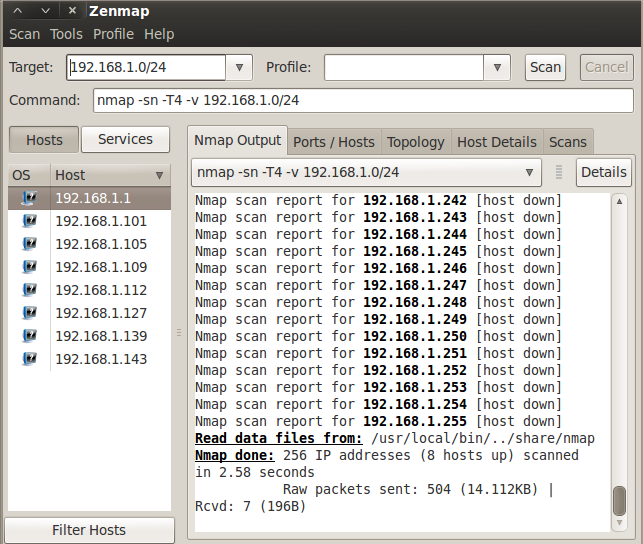 Zenmap
Scan Tools Profile Help
Target: 192.168.1.0/24 Profile: Scan Cancel
Command: nmap -sn -T4 -v 192.168.1.0/24
Hosts Services
Nmap Output Ports / Hosts Topology Host Details Scans
OS Host
192.168.1.1
192.168.1.101
192.168.1.105
192.168.1.109
192.168.1.112
192.168.1.127
192.168.1.139
192.168.1.143
Filter Hosts
nmap -sn -T4 -v 192.168.1.0/24 Details
Nmap scan report for 192.168.1.242 [host down]
Nmap scan report for 192.168.1.243 [host down]
Nmap scan report for 192.168.1.244 [host down]
Nmap scan report for 192.168.1.245 [host down]
Nmap scan report for 192.168.1.246 [host down]
Nmap scan report for 192.168.1.247 [host down]
Nmap scan report for 192.168.1.248 [host down]
Nmap scan report for 192.168.1.249 [host down]
Nmap scan report for 192.168.1.250 [host down]
Nmap scan report for 192.168.1.251 [host down]
Nmap scan report for 192.168.1.252 [host down]
Nmap scan report for 192.168.1.253 [host down]
Nmap scan report for 192.168.1.254 [host down]
Nmap scan report for 192.168.1.255 [host down]
Read data files from: /usr/local/bin/../share/nmap
Nmap done: 256 IP addresses (8 hosts up) scanned
in 2.58 seconds
Raw packets sent: 504 (14.112KB) |
Rcvd: 7 (196B)